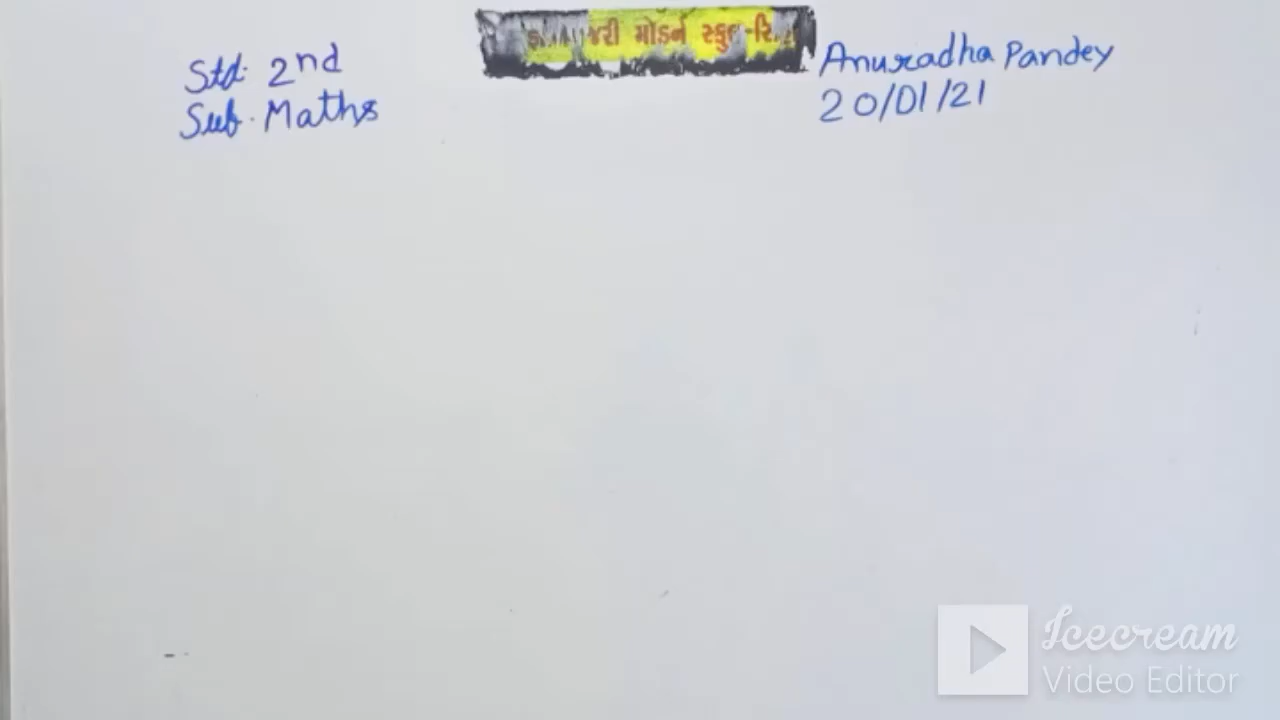 Std: 2nd
Sub. Maths
મોડર્ન સ્કુલ
Anuradha Pandey
20/01/21
Icecream
Video Editor